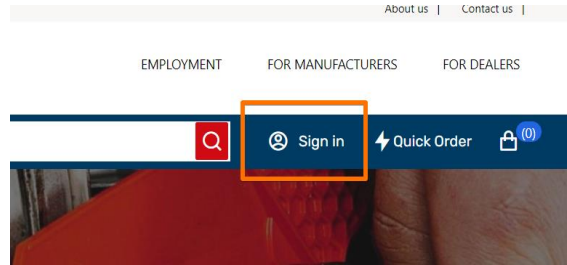 About us | Contact us |
EMPLOYMENT FOR MANUFACTURERS FOR DEALERS
Sign in Quick Order (0)